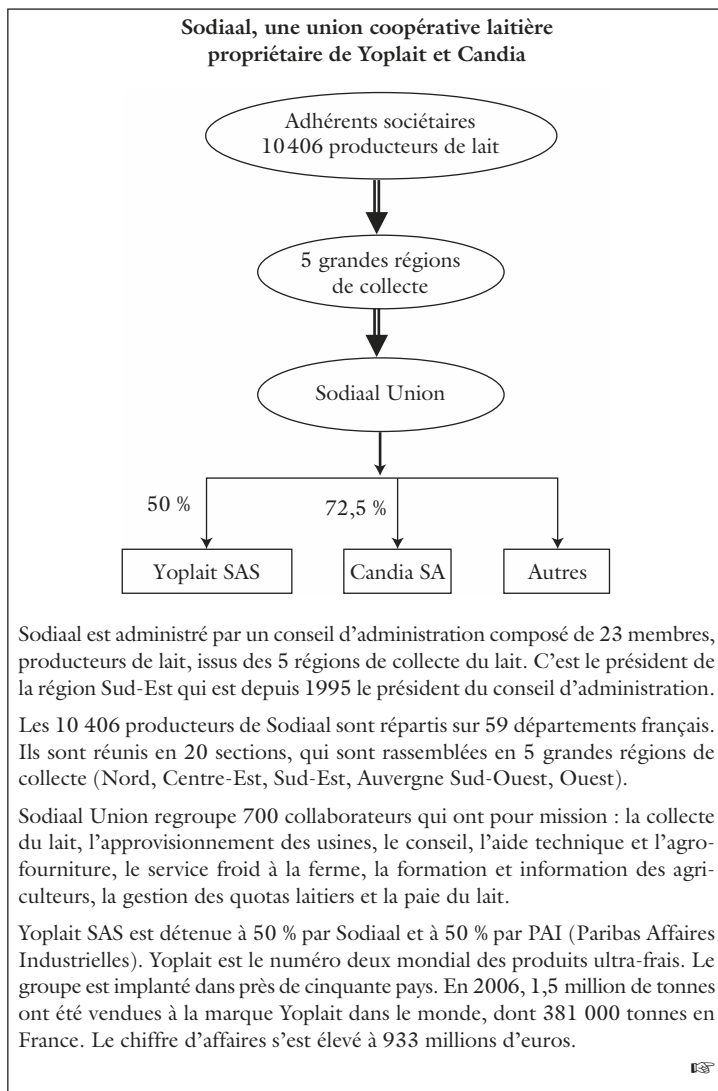 Sodiaal, une union coopérative laitière
propriétaire de Yoplait et Candia
Adhérents sociétaires
10 406 producteurs de lait
5 grandes régions
de collecte
Sodiaal Union
50 %
72,5 %
Yoplait SAS
Candia SA
Autres
Sodiaal est administré par un conseil d’administration composé de 23 membres,
producteurs de lait, issus des 5 régions de collecte du lait. C’est le président de
la région Sud-Est qui est depuis 1995 le président du conseil d’administration.
Les 10 406 producteurs de Sodiaal sont répartis sur 59 départements français.
Ils sont réunis en 20 sections, qui sont rassemblées en 5 grandes régions de
collecte (Nord, Centre-Est, Sud-Est, Auvergne Sud-Ouest, Ouest).
Sodiaal Union regroupe 700 collaborateurs qui ont pour mission : la collecte
du lait, l’approvisionnement des usines, le conseil, l’aide technique et l’agro-
fourniture, le service froid à la ferme, la formation et information des agri-
culteurs, la gestion des quotas laitiers et la paie du lait.
Yoplait SAS est détenue à 50 % par Sodiaal et à 50 % par PAI (Paribas Affaires
Industrielles). Yoplait est le numéro deux mondial des produits ultra-frais. Le
groupe est implanté dans près de cinquante pays. En 2006, 1,5 million de tonnes
ont été vendues à la marque Yoplait dans le monde, dont 381 000 tonnes en
France. Le chiffre d’affaires s’est élevé à 933 millions d’euros.